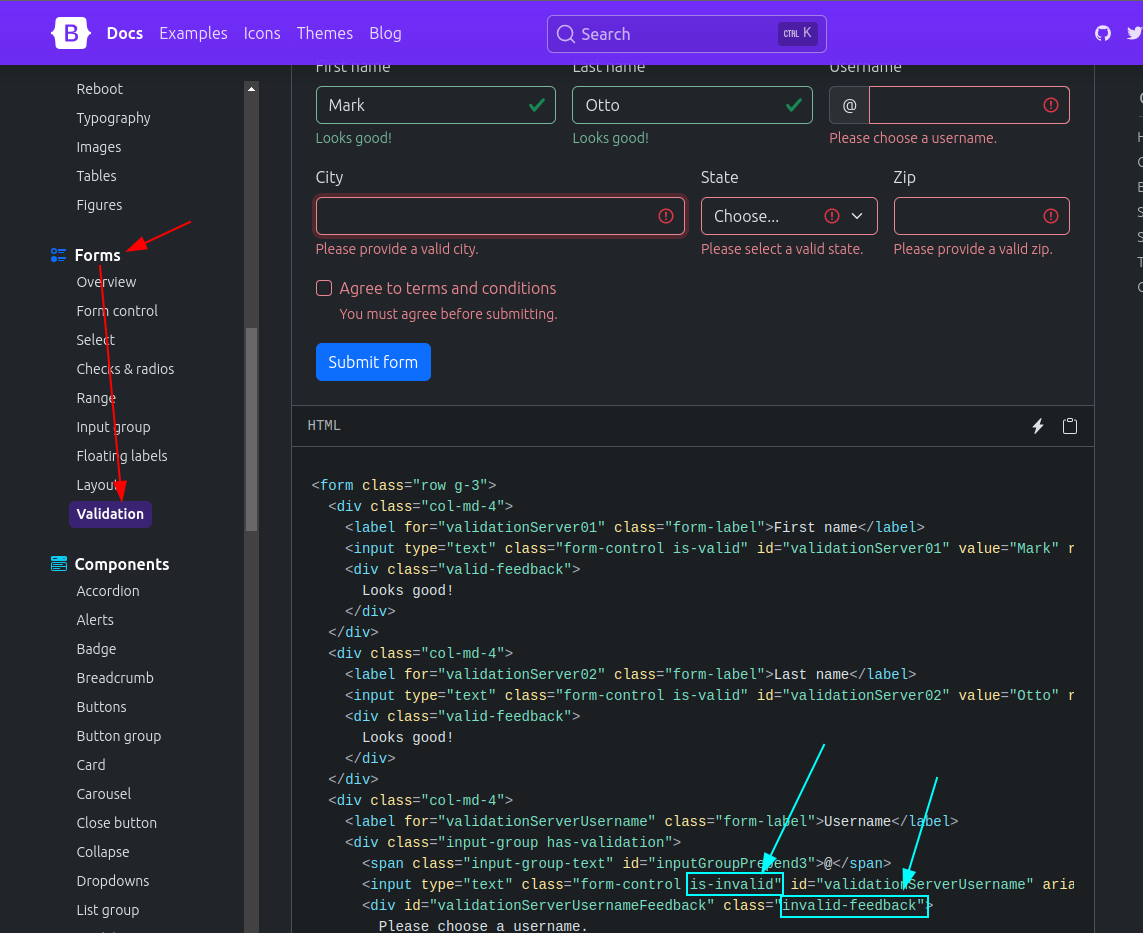 B Docs Examples Icons Themes Blog Search CTRL K
Reboot
Typography
Images
Tables
Figures
Forms
Overview
Form control
Select
Checks & radios
Range
Input group
Floating labels
Layout
Validation
Components
Accordion
Alerts
Badge
Breadcrumb
Buttons
Button group
Card
Carousel
Close button
Collapse
Dropdowns
List group
First name Last name Username
Mark Otto @
Looks good! Looks good! Please choose a username.
City State Zip
Choose...
Please provide a valid city. Please select a valid state. Please provide a valid zip.
Agree to terms and conditions
You must agree before submitting.
Submit form
HTML
<form class="row g-3">
<div class="col-md-4">
<label for="validationServer01" class="form-label">First name</label>
<input type="text" class="form-control is-valid" id="validationServer01" value="Mark" r
<div class="valid-feedback">
Looks good!
</div>
</div>
<div class="col-md-4">
<label for="validationServer02" class="form-label">Last name</label>
<input type="text" class="form-control is-valid" id="validationServer02" value="Otto" r
<div class="valid-feedback">
Looks good!
</div>
</div>
<div class="col-md-4">
<label for="validationServerUsername" class="form-label">Username</label>
<div class="input-group has-validation">
<span class="input-group-text" id="inputGroupPrepend3">@</span>
<input type="text" class="form-control is-invalid" id="validationServerUsername" aria
<div id="validationServerUsernameFeedback" class="invalid-feedback">
Please choose a username.